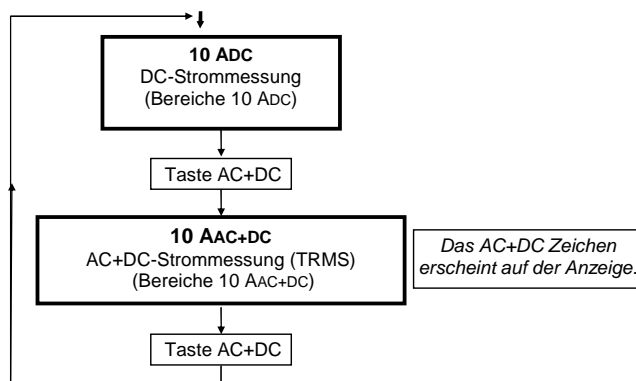 10 ADC
DC-Strommessung
(Bereiche 10 ADC)
Taste AC+DC
10 AAC+DC
AC+DC-Strommessung (TRMS)
(Bereiche 10 AAC+DC)
Das AC+DC Zeichen
erscheint auf der Anzeige.
Taste AC+DC